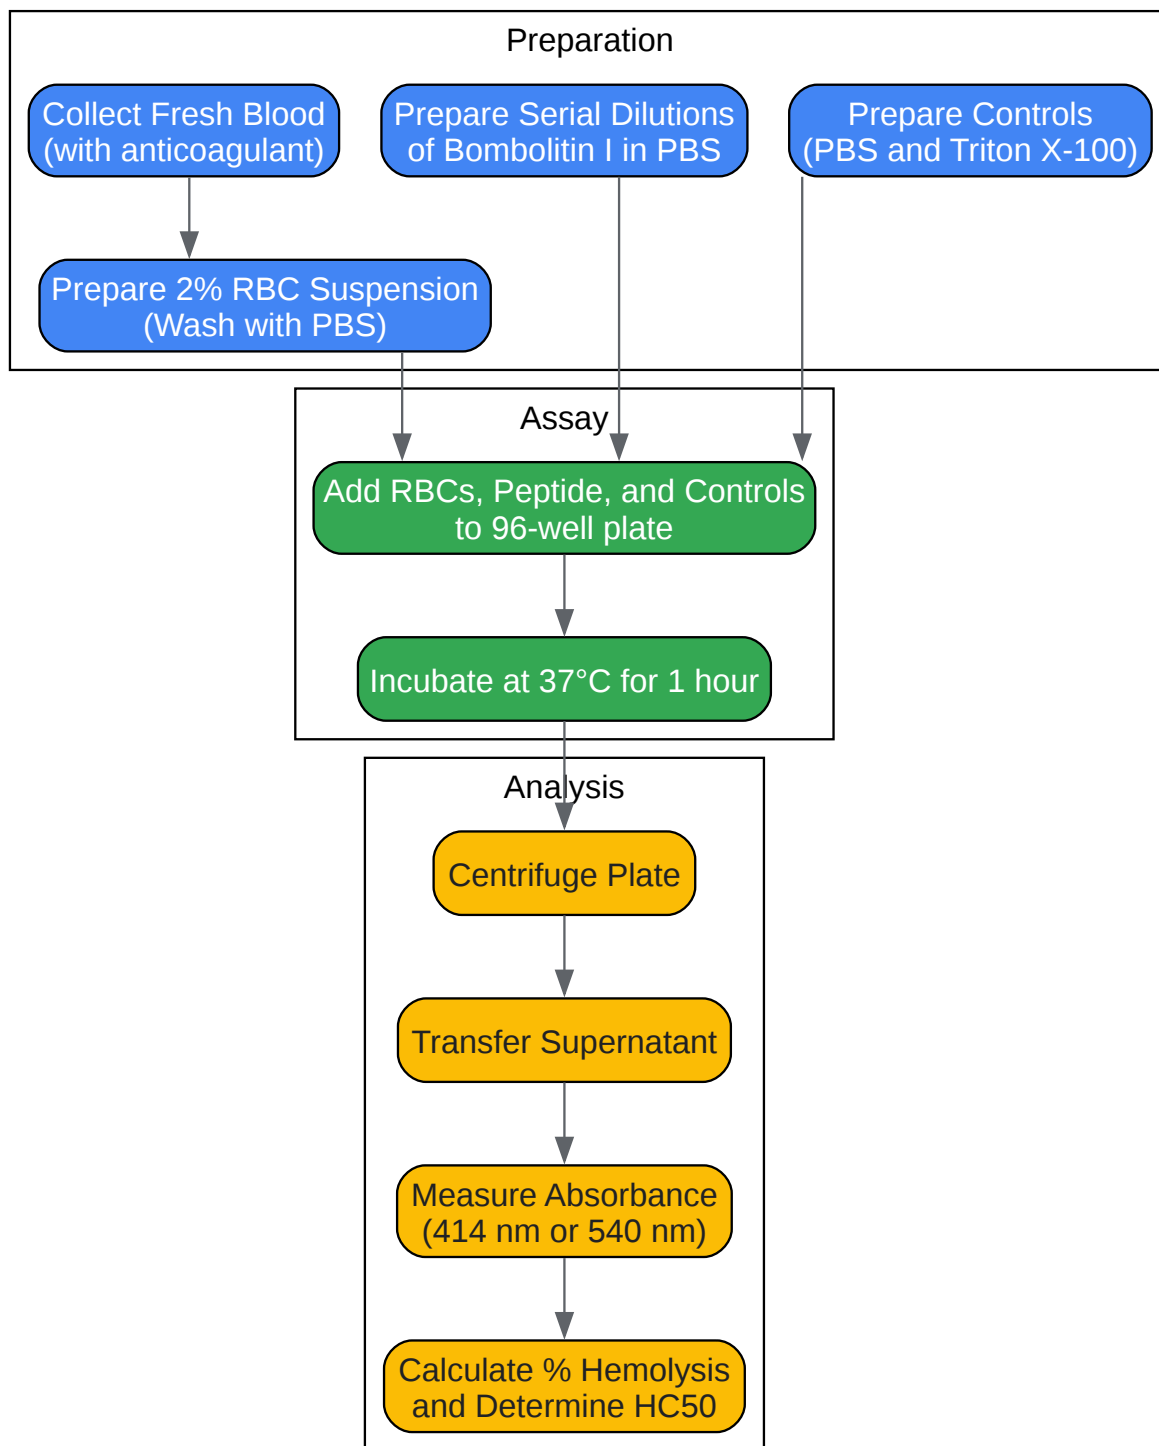 Preparation
Collect Fresh Blood
(with anticoagulant)
Prepare Serial Dilutions
of Bombolitin I in PBS
Prepare Controls
(PBS and Triton X-100)
Prepare 2% RBC Suspension
(Wash with PBS)
Assay
Add RBCs, Peptide, and Controls
to 96-well plate
Incubate at 37°C for 1 hour
Analysis
Centrifuge Plate
Transfer Supernatant
Measure Absorbance
(414 nm or 540 nm)
Calculate % Hemolysis
and Determine HC50